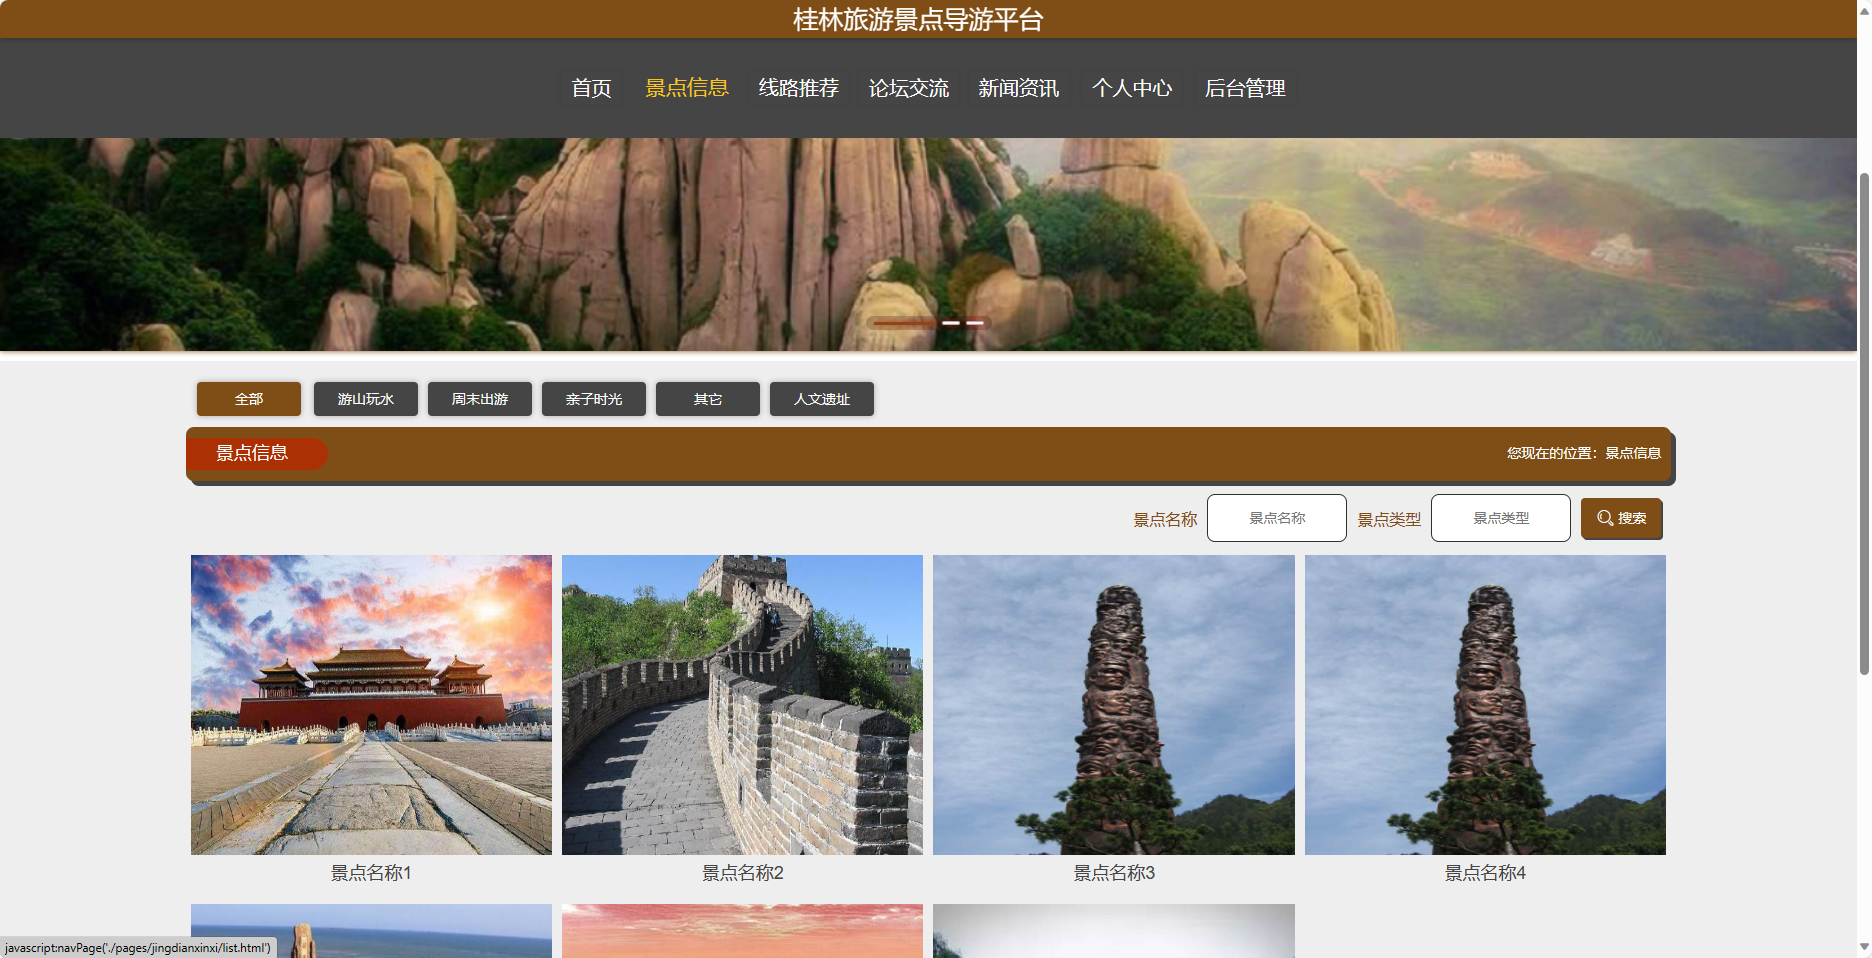 桂林旅游景点导游平台
首页 景点信息 线路推荐 论坛交流 新闻资讯 个人中心 后台管理
全部 游山玩水 周末出游 亲子时光 其它 人文遗址
景点信息 您现在的位置：景点信息
景点名称 景点名称 景点类型 景点类型 搜索
景点名称1 景点名称2 景点名称3 景点名称4
javascript:navPage('./pages/jingdianxinxi/list.html')